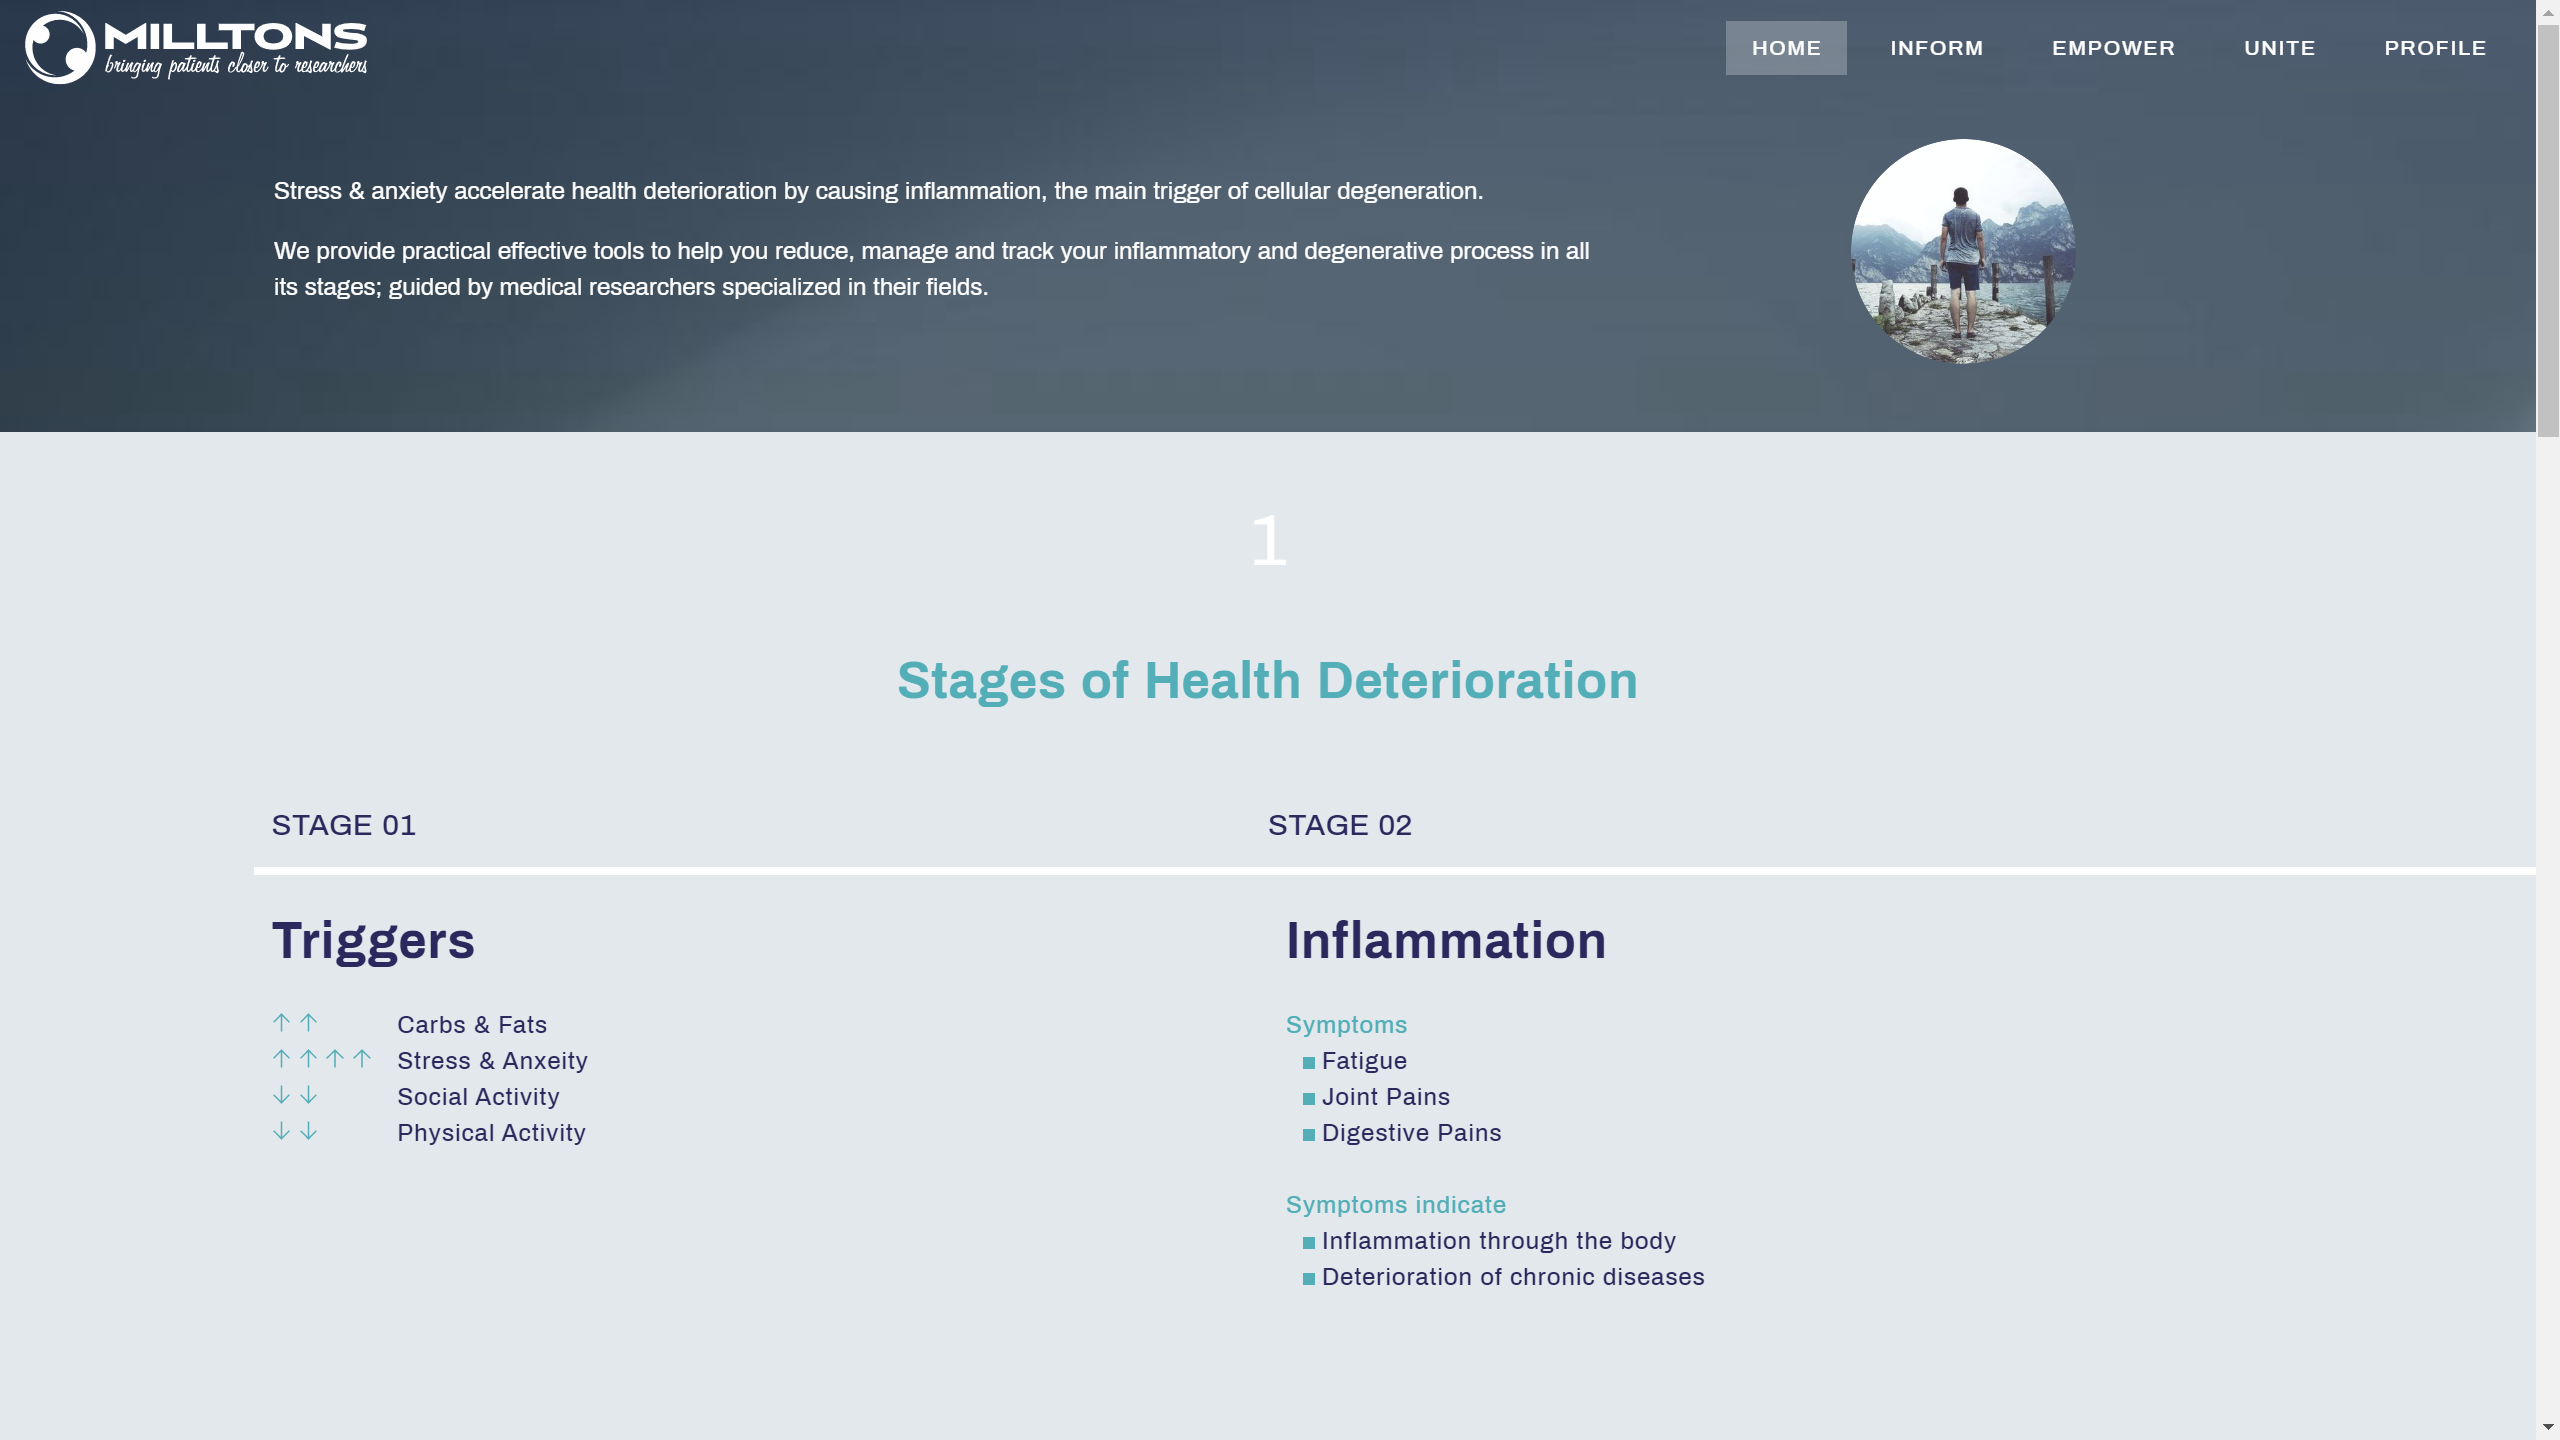 MILLTONS
bringing patients closer to researchers
HOME
INFORM
EMPOWER
UNITE
PROFILE
Stress & anxiety accelerate health deterioration by causing inflammation, the main trigger of cellular degeneration.
We provide practical effective tools to help you reduce, manage and track your inflammatory and degenerative process in all
its stages; guided by medical researchers specialized in their fields.
1
Stages of Health Deterioration
STAGE 01
Triggers
↑ ↑ Carbs & Fats
↑ ↑ ↑ ↑ Stress & Anxeity
↓ ↓ Social Activity
↓ ↓ Physical Activity
STAGE 02
Inflammation
Symptoms
■ Fatigue
■ Joint Pains
■ Digestive Pains
Symptoms indicate
■ Inflammation through the body
■ Deterioration of chronic diseases